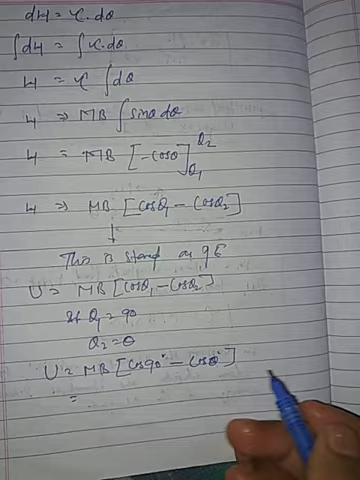 dW = τ. dθ
∫dW = ∫ τ. dθ
W = τ ∫ dθ
W ⇒ MB ∫ sinθ dθ
W = MB [-cosθ] θ2 θ1
W ⇒ MB [cosθ1 - cosθ2]
↓
This is stand as PE
U = MB [cosθ1 - cosθ2]
If θ1 = 90
θ2 = θ
U = MB [cos90° - cosθ°]
=